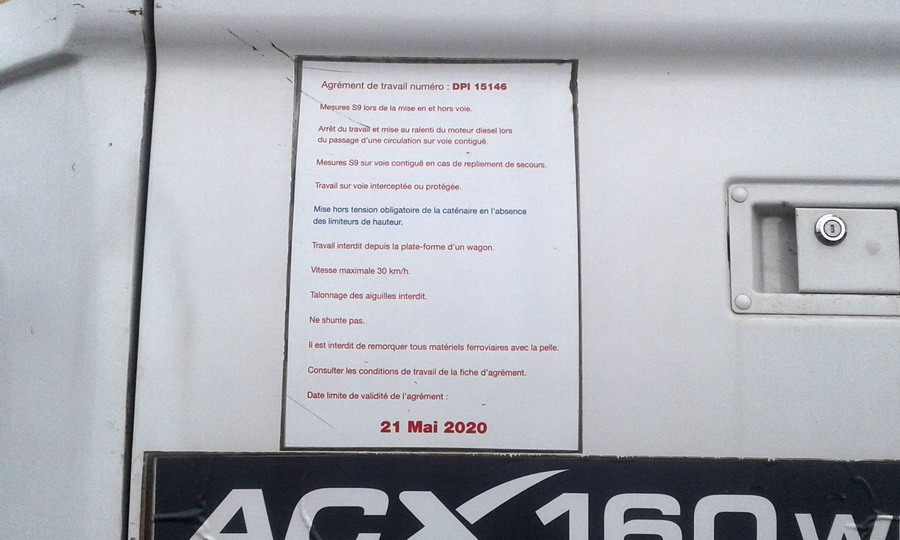 Agrément de travail numéro : DPI 15146
Mesures S9 lors de la mise en et hors voie.
Arrêt du travail et mise au ralenti du moteur diesel lors
du passage d'une circulation sur voie contiguë.
Mesures S9 sur voie contiguë en cas de repliement de secours.
Travail sur voie interceptée ou protégée.
Mise hors tension obligatoire de la caténaire en l'absence
des limiteurs de hauteur.
Travail interdit depuis la plate-forme d'un wagon.
Vitesse maximale 30 km/h.
Talonnage des aiguilles interdit.
Ne shunte pas.
Il est interdit de remorquer tous matériels ferroviaires avec la pelle.
Consulter les conditions de travail de la fiche d'agrément.
Date limite de validité de l'agrément :
21 Mai 2020
ACX 160